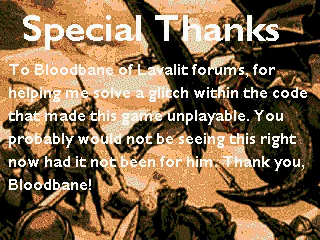 Special Thanks
To Bloodbane of Lavalit forums, for
helping me solve a glitch within the code
that made this game unplayable. You
probably would not be seeing this right
now had it not been for him. Thank you,
Bloodbane!